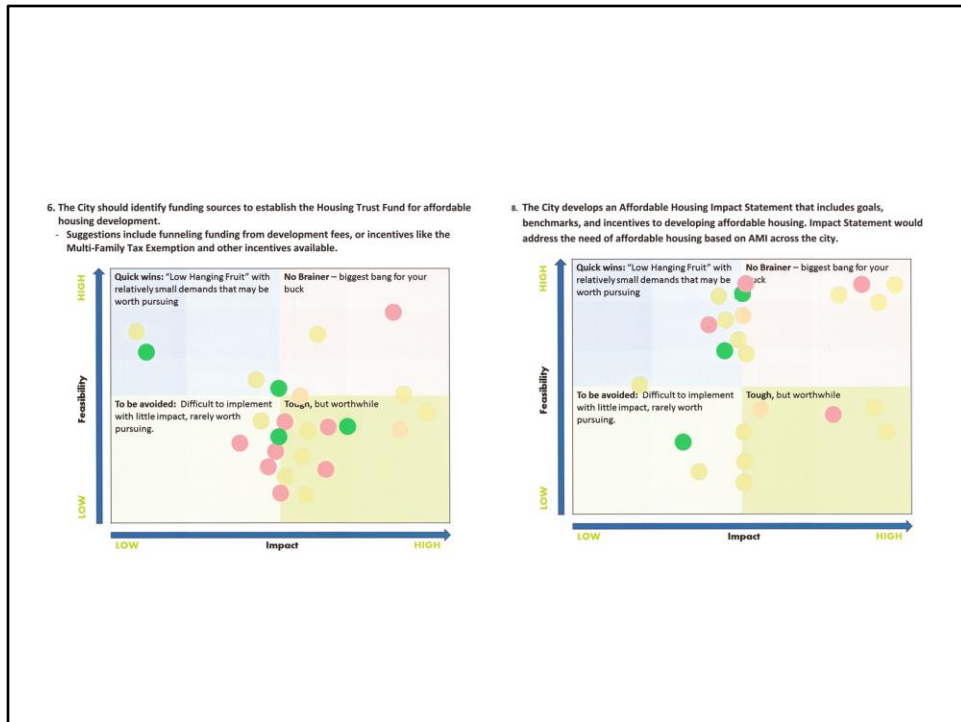 6. The City should identify funding sources to establish the Housing Trust Fund for affordable
housing development.
- Suggestions include funneling funding from development fees, or incentives like the
Multi-Family Tax Exemption and other incentives available.
HIGH
Quick wins: “Low Hanging Fruit” with
relatively small demands that may be
worth pursuing
No Brainer – biggest bang for your
buck
Feasibility
To be avoided: Difficult to implement
with little impact, rarely worth
pursuing.
Tough, but worthwhile
LOW
LOW
Impact
HIGH
8. The City develops an Affordable Housing Impact Statement that includes goals,
benchmarks, and incentives to developing affordable housing. Impact Statement would
address the need of affordable housing based on AMI across the city.
HIGH
Quick wins: “Low Hanging Fruit” with
relatively small demands that may be
worth pursuing
No Brainer – biggest bang for your
buck
Feasibility
To be avoided: Difficult to implement
with little impact, rarely worth
pursuing.
Tough, but worthwhile
LOW
LOW
Impact
HIGH